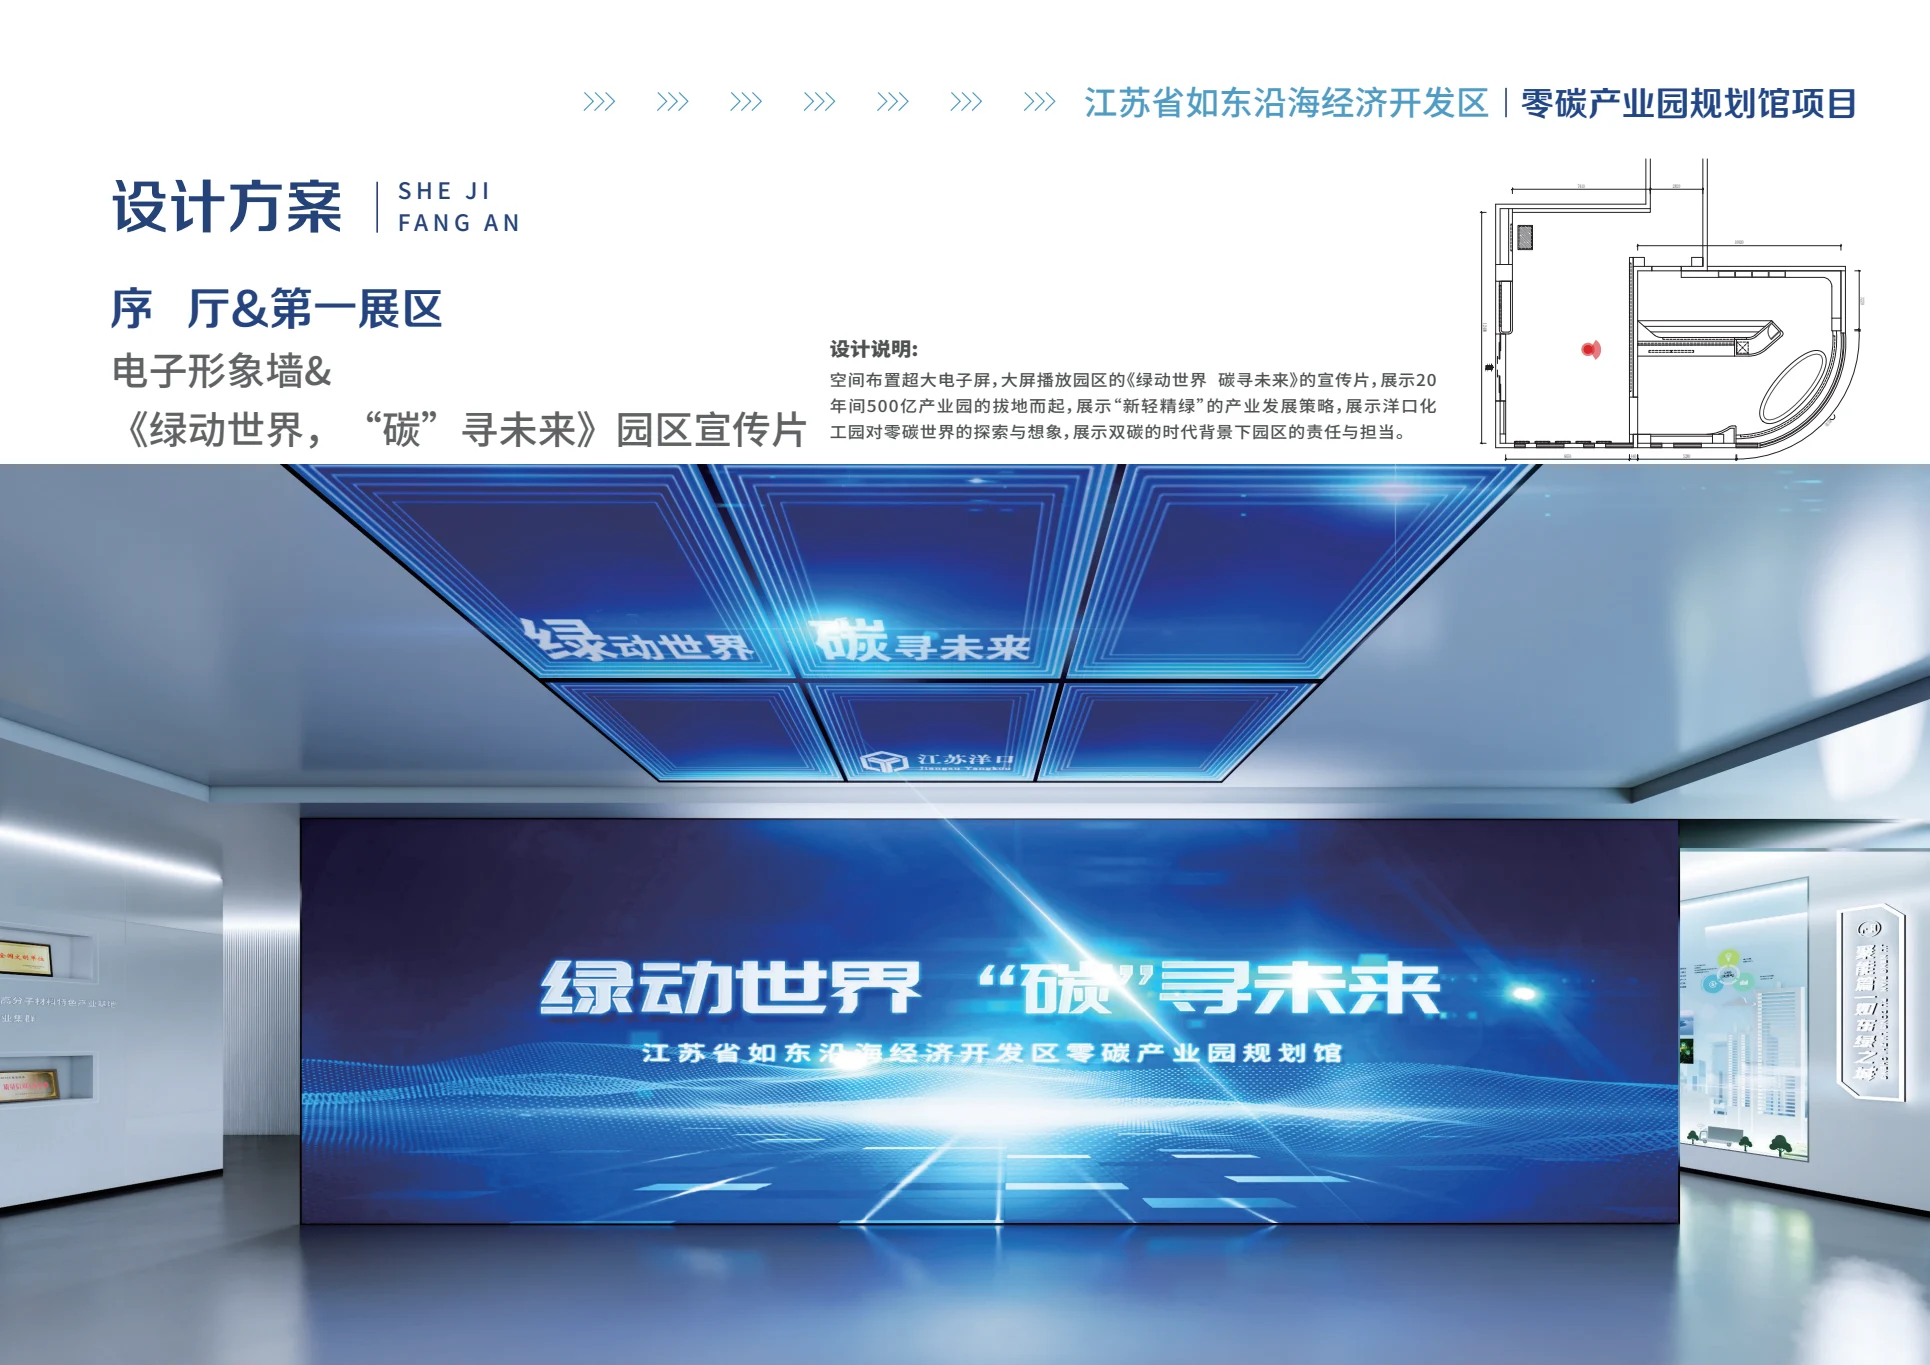 江苏省如东沿海经济开发区|零碳产业园规划馆项目
设计方案
SHE JI
FANG AN
序 厅&第一展区
电子形象墙&
《绿动世界，“碳”寻未来》园区宣传片
设计说明:
空间布置超大电子屏,大屏播放园区的《绿动世界 碳寻未来》的宣传片,展示20
年间500亿产业园的拔地而起,展示“新轻精绿”的产业发展策略,展示洋口化
工园对零碳世界的探索与想象,展示双碳的时代背景下园区的责任与担当。
绿动世界 碳寻未来
江苏洋口
Jiangsu Yangkou
绿动世界 “碳”寻未来
江苏省如东沿海经济开发区零碳产业园规划馆
聚能篇